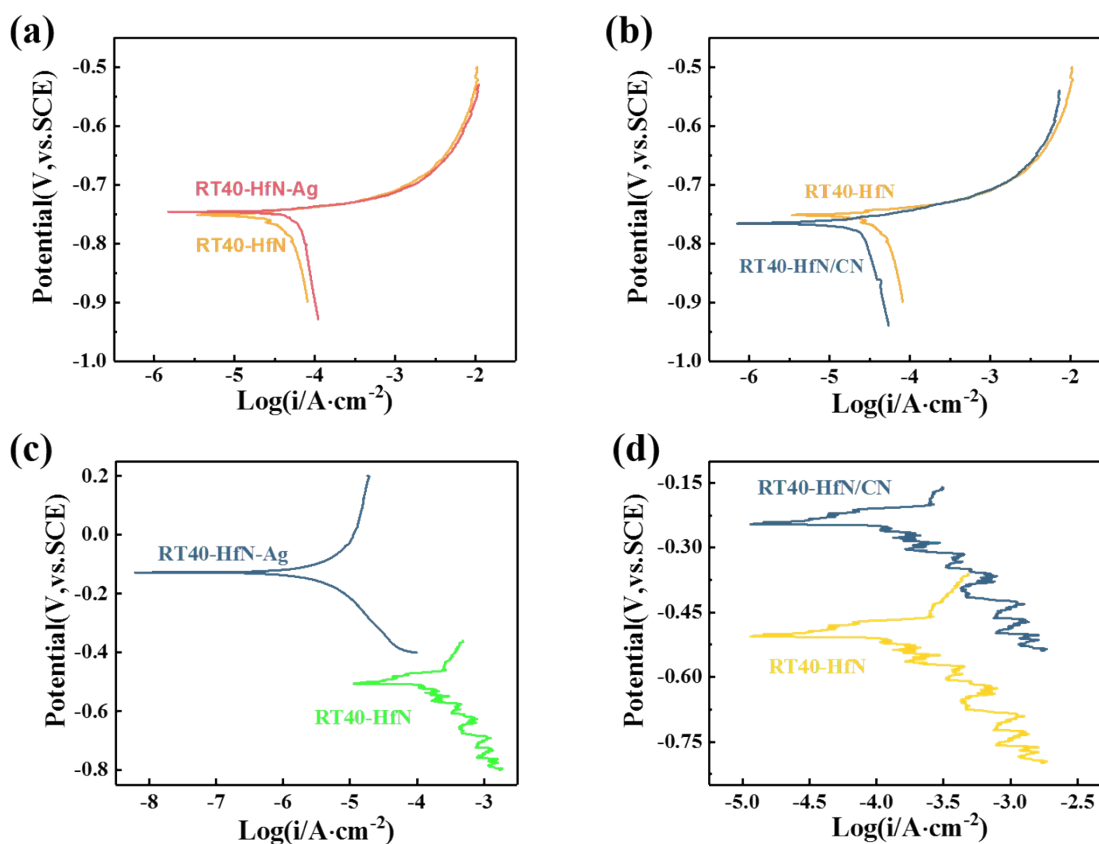 (a)
Potential(V,vs.SCE)
-0.5
-0.6
-0.7
-0.8
-0.9
-1.0
RT40-HfN-Ag
RT40-HfN
-6 -5 -4 -3 -2
Log(i/A·cm⁻²)
(b)
Potential(V,vs.SCE)
-0.5
-0.6
-0.7
-0.8
-0.9
-1.0
RT40-HfN
RT40-HfN/CN
-6 -5 -4 -3 -2
Log(i/A·cm⁻²)
(c)
Potential(V,vs.SCE)
0.2
0.0
-0.2
-0.4
-0.6
-0.8
RT40-HfN-Ag
RT40-HfN
-8 -7 -6 -5 -4 -3
Log(i/A·cm⁻²)
(d)
Potential(V,vs.SCE)
-0.15
-0.30
-0.45
-0.60
-0.75
RT40-HfN/CN
RT40-HfN
-5.0 -4.5 -4.0 -3.5 -3.0 -2.5
Log(i/A·cm⁻²)